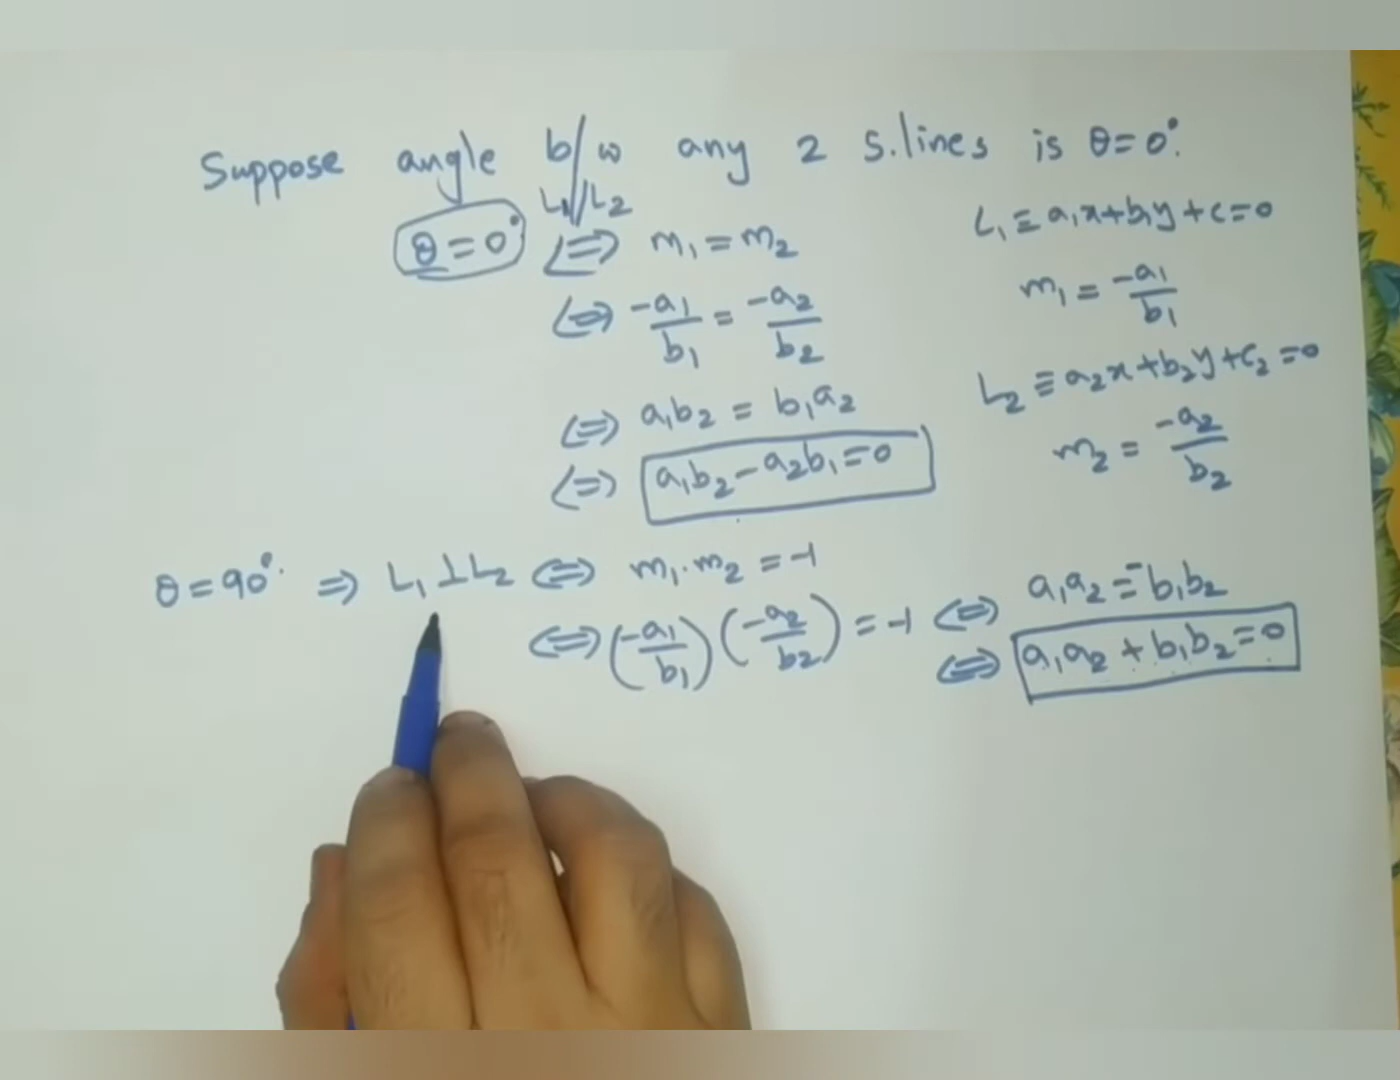 Suppose angle b/w any 2 s.lines is θ=0°.
L₁//L₂
θ=0° ⇔ m₁=m₂
⇔ -a₁/b₁ = -a₂/b₂
⇔ a₁b₂ = b₁a₂
⇔ a₁b₂-a₂b₁=0
L₁≡a₁x+b₁y+c=0
m₁ = -a₁/b₁
L₂≡a₂x+b₂y+c₂=0
m₂ = -a₂/b₂
θ=90°. ⇒ L₁⊥L₂ ⇔ m₁.m₂=-1
⇔ (-a₁/b₁)(-a₂/b₂)=-1 ⇔ a₁a₂=-b₁b₂
⇔ a₁a₂+b₁b₂=0